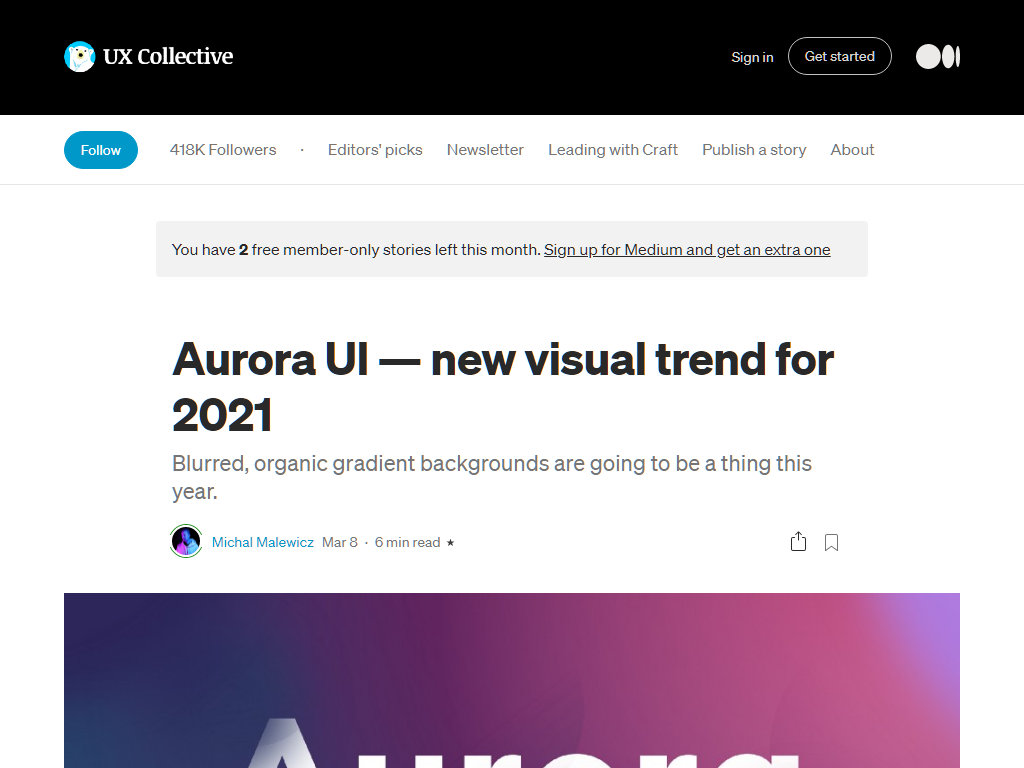 UX Collective
Sign in
Get started
Follow
418K Followers
·
Editors' picks
Newsletter
Leading with Craft
Publish a story
About
You have 2 free member-only stories left this month. Sign up for Medium and get an extra one
Aurora UI — new visual trend for
2021
Blurred, organic gradient backgrounds are going to be a thing this
year.
Michal Malewicz Mar 8 · 6 min read ★
Aurora